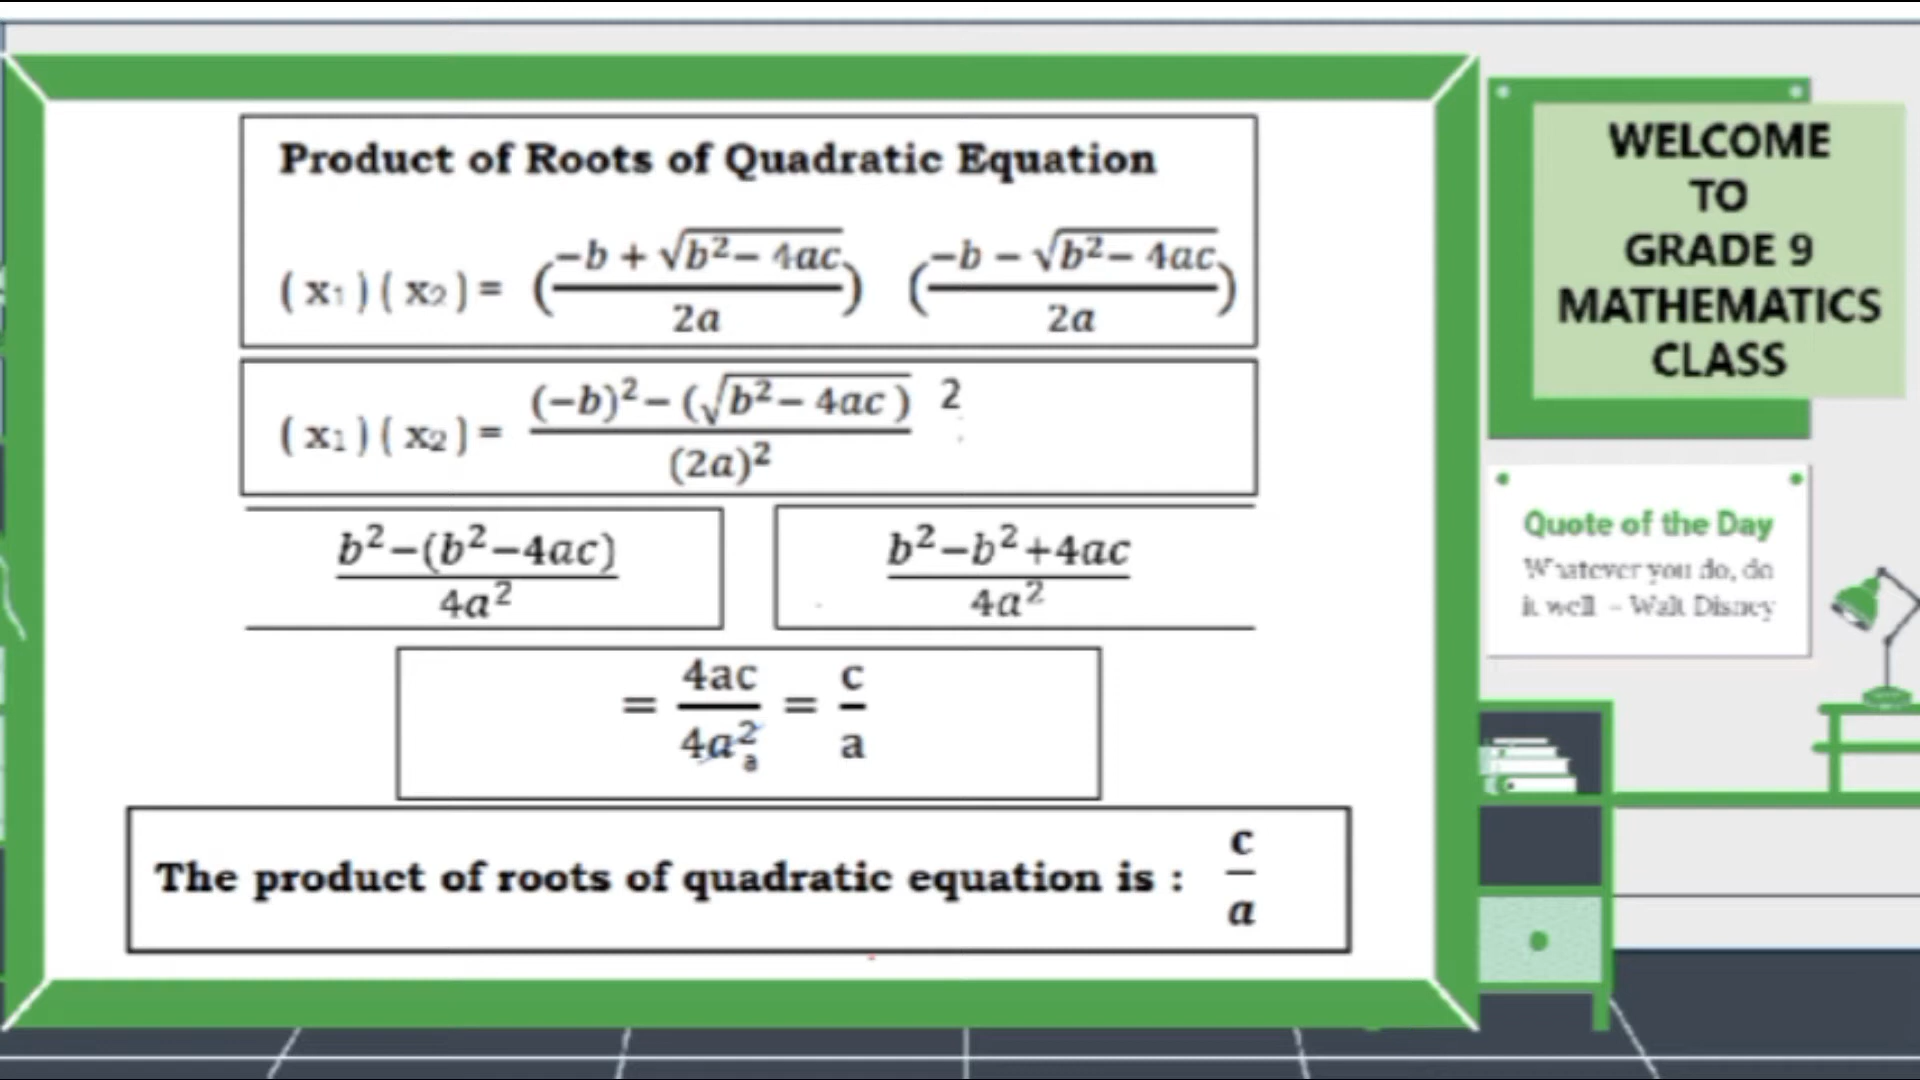 Product of Roots of Quadratic Equation
( x₁ ) ( x₂ ) = (−b + √b² − 4ac / 2a) (−b − √b² − 4ac / 2a)
( x₁ ) ( x₂ ) = (−b)² − (√b² − 4ac ) 2 / (2a)²
b²−(b²−4ac) / 4a²
b²−b²+4ac / 4a²
= 4ac / 4a² a = c / a
The product of roots of quadratic equation is : c / a
WELCOME
TO
GRADE 9
MATHEMATICS
CLASS
Quote of the Day
Whatever you do, do
it well – Walt Disney